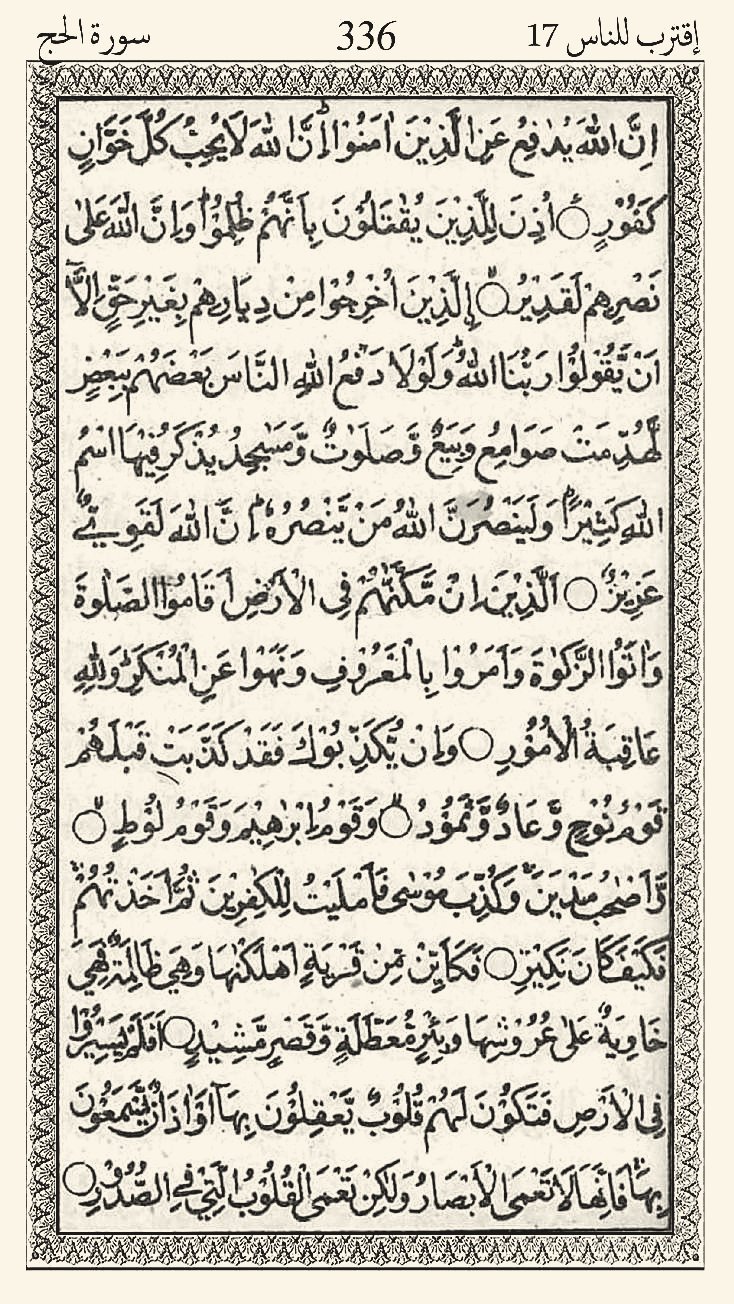 إقترب للناس 17 336 سورة الحج
اِنَّ اللّٰهَ يُدٰفِعُ عَنِ الَّذِيْنَ اٰمَنُوْا ؕ اِنَّ اللّٰهَ لَا يُحِبُّ كُلَّ خَوَّانٍ
كَفُوْرٍ ۝ اُذِنَ لِلَّذِيْنَ يُقٰتَلُوْنَ بِاَنَّهُمْ ظُلِمُوْا ؕ وَاِنَّ اللّٰهَ عَلٰى
نَصْرِهِمْ لَقَدِيْرُ ۝ اِلَّذِيْنَ اُخْرِجُوْا مِنْ دِيَارِهِمْ بِغَيْرِ حَقٍّ اِلَّاۤ
اَنْ يَّقُوْلُوْا رَبُّنَا اللّٰهُ ؕ وَلَوْلَا دَفْعُ اللّٰهِ النَّاسَ بَعْضَهُمْ بِبَعْضٍ
لَّهُدِّمَتْ صَوَامِعُ وَبِيَعٌ وَّصَلَوٰتٌ وَّمَسٰجِدُ يُذْكَرُ فِيْهَا اسْمُ
اللّٰهِ كَثِيْرًا ؕ وَلَيَنْصُرَنَّ اللّٰهُ مَنْ يَّنْصُرُهٗ ؕ اِنَّ اللّٰهَ لَقَوِيٌّ
عَزِيْزٌ ۝ اَلَّذِيْنَ اِنْ مَّكَّنّٰهُمْ فِى الْاَرْضِ اَقَامُوا الصَّلٰوةَ
وَاٰتَوُا الزَّكٰوةَ وَاَمَرُوْا بِالْمَعْرُوْفِ وَنَهَوْا عَنِ الْمُنْكَرِ ؕ وَلِلّٰهِ
عَاقِبَةُ الْاُمُوْرِ ۝ وَاِنْ يُّكَذِّبُوْكَ فَقَدْ كَذَّبَتْ قَبْلَهُمْ
قَوْمُ نُوْحٍ وَّعَادٌ وَّثَمُوْدُ ۝ وَقَوْمُ اِبْرٰهِيْمَ وَقَوْمُ لُوْطٍ ۝
وَّاَصْحٰبُ مَدْيَنَ ۚ وَكُذِّبَ مُوْسٰى فَاَمْلَيْتُ لِلْكٰفِرِيْنَ ثُمَّ اَخَذْتُهُمْ ۚ
فَكَيْفَ كَانَ نَكِيْرِ ۝ فَكَاَيِّنْ مِّنْ قَرْيَةٍ اَهْلَكْنٰهَا وَهِيَ ظَالِمَةٌ فَهِيَ
خَاوِيَةٌ عَلٰى عُرُوْشِهَا وَبِئْرٍ مُّعَطَّلَةٍ وَّقَصْرٍ مَّشِيْدٍ ۝ اَفَلَمْ يَسِيْرُوْا
فِى الْاَرْضِ فَتَكُوْنَ لَهُمْ قُلُوْبٌ يَّعْقِلُوْنَ بِهَاۤ اَوْ اٰذَانٌ يَّسْمَعُوْنَ
بِهَا ۚ فَاِنَّهَا لَا تَعْمَى الْاَبْصَارُ وَلٰكِنْ تَعْمَى الْقُلُوْبُ الَّتِيْ فِى الصُّدُوْرِ ۝